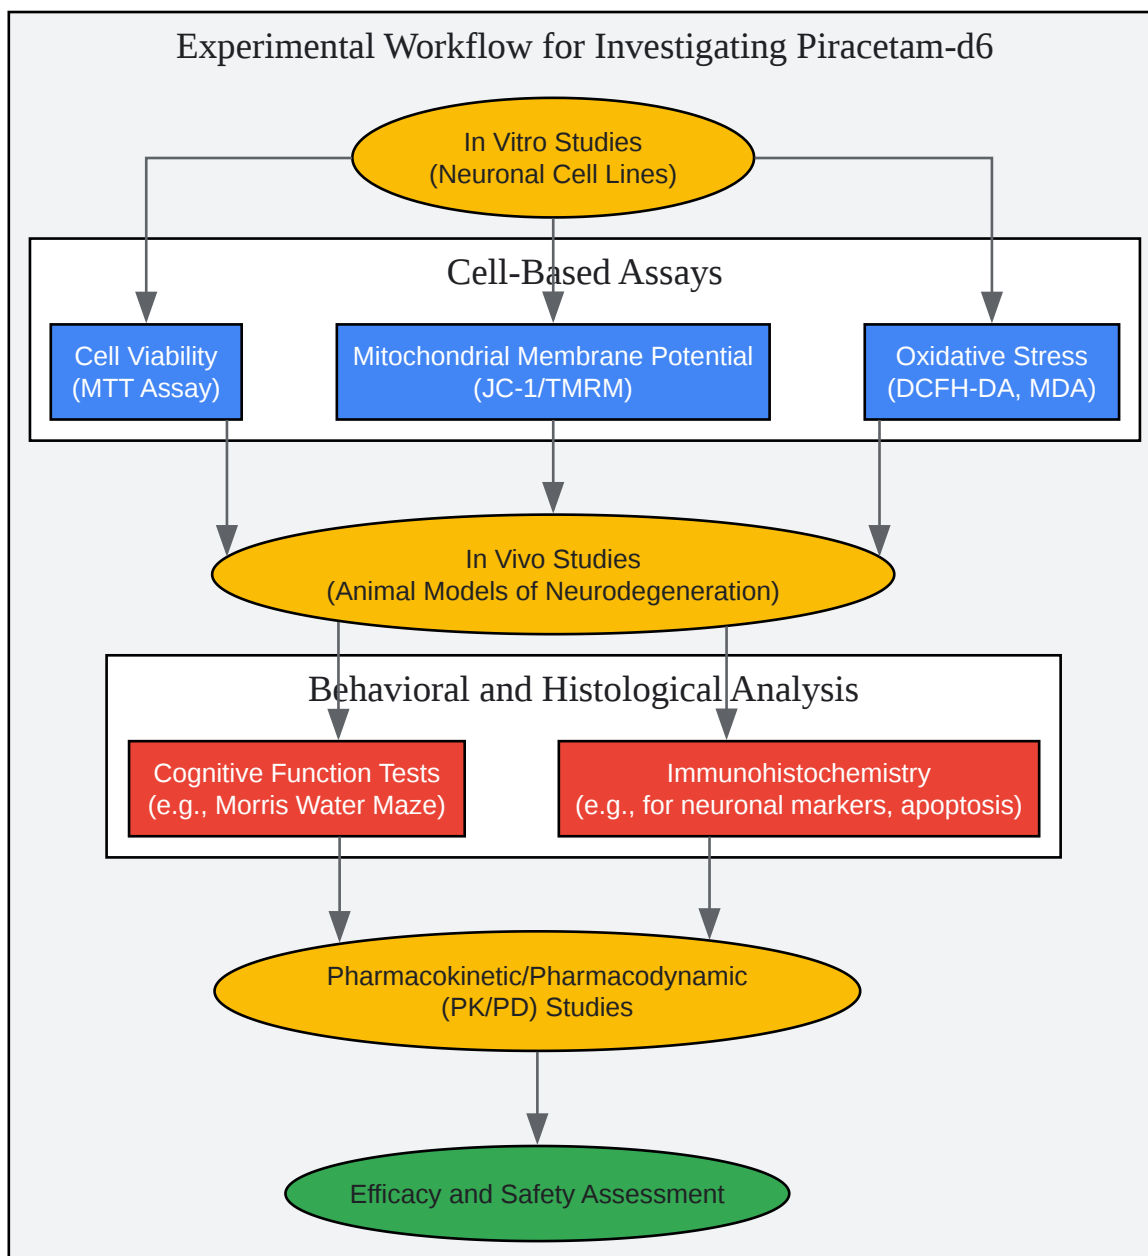 Experimental Workflow for Investigating Piracetam-d6
In Vitro Studies
(Neuronal Cell Lines)
Cell-Based Assays
Cell Viability
(MTT Assay)
Mitochondrial Membrane Potential
(JC-1/TMRM)
Oxidative Stress
(DCFH-DA, MDA)
In Vivo Studies
(Animal Models of Neurodegeneration)
Behavioral and Histological Analysis
Cognitive Function Tests
(e.g., Morris Water Maze)
Immunohistochemistry
(e.g., for neuronal markers, apoptosis)
Pharmacokinetic/Pharmacodynamic
(PK/PD) Studies
Efficacy and Safety Assessment